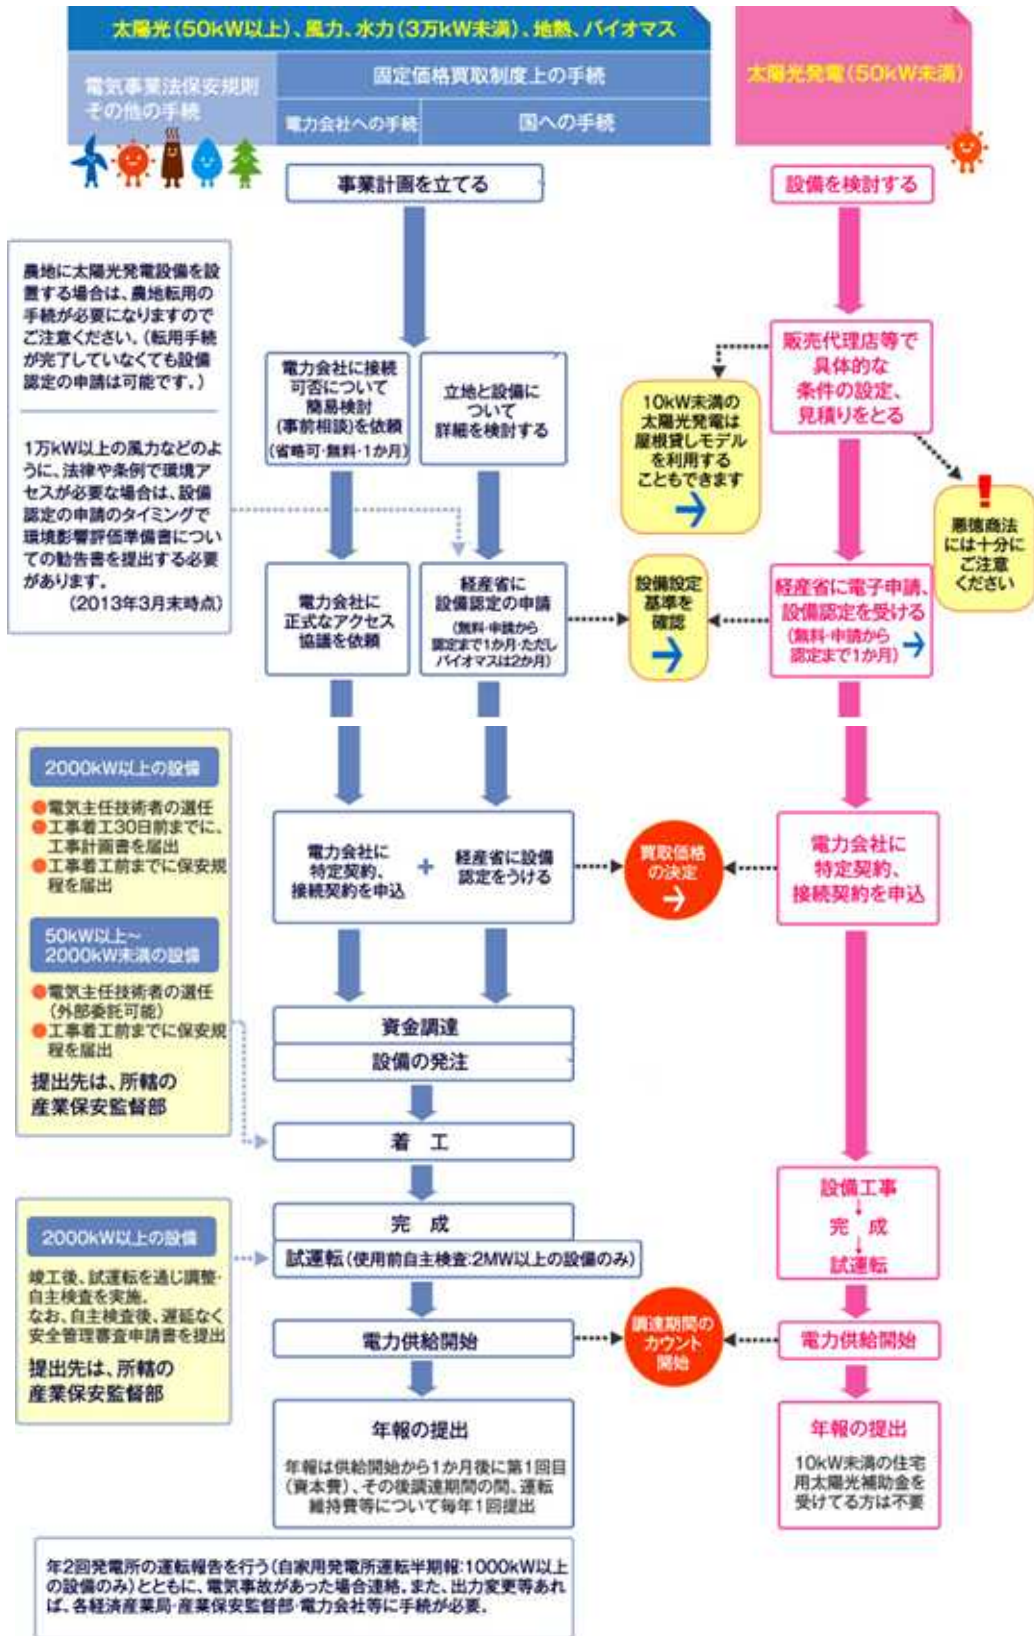 太陽光(50kW以上)、風力、水力(3万kW未満)、地熱、バイオマス
電気事業法保安規則
その他の手続
固定価格買取制度上の手続
電力会社への手続
国への手続
太陽光発電(50kW未満)
事業計画を立てる
農地に太陽光発電設備を設
置する場合は、農地転用の
手続が必要になりますので
ご注意ください。(転用手続
が完了していなくても設備
認定の申請は可能です。)
1万kW以上の風力などのよ
うに、法律や条例で環境ア
セスが必要な場合は、設備
認定の申請のタイミングで
環境影響評価準備書につい
ての勧告書を提出する必要
があります。
(2013年3月末時点)
電力会社に接続
可否について
簡易検討
(事前相談)を依頼
(省略可・無料・1か月)
立地と設備に
ついて
詳細を検討する
電力会社に
正式なアクセス
協議を依頼
経産省に
設備認定の申請
(無料・申請から
認定まで1か月・ただし
バイオマスは2か月)
設備を検討する
販売代理店等で
具体的な
条件の設定、
見積りをとる
10kW未満の
太陽光発電は
屋根貸しモデル
を利用する
こともできます
悪徳商法
には十分に
ご注意
ください
設備設定
基準を
確認
経産省に電子申請、
設備認定を受ける
(無料・申請から
認定まで1か月)
2000kW以上の設備
●電気主任技術者の選任
●工事着工30日前までに、
工事計画書を届出
●工事着工前までに保安規
程を届出
50kW以上～
2000kW未満の設備
●電気主任技術者の選任
(外部委託可能)
●工事着工前までに保安規
程を届出
提出先は、所轄の
産業保安監督部
電力会社に
特定契約、
接続契約を申込
+
経産省に設備
認定をうける
買取価格
の決定
電力会社に
特定契約、
接続契約を申込
資金調達
設備の発注
着 工
完 成
試運転(使用前自主検査:2MW以上の設備のみ)
2000kW以上の設備
竣工後、試運転を通じ調整・
自主検査を実施。
なお、自主検査後、遅延なく
安全管理審査申請書を提出
提出先は、所轄の
産業保安監督部
設備工事
↓
完 成
↓
試運転
電力供給開始
調達期間の
カウント
開始
電力供給開始
年報の提出
年報は供給開始から1か月後に第1回目
(資本費)、その後調達期間の間、運転
維持費等について毎年1回提出
年報の提出
10kW未満の住宅
用太陽光補助金を
受けてる方は不要
年2回発電所の運転報告を行う(自家用発電所運転半期報:1000kW以上
の設備のみ)とともに、電気事故があった場合連絡。また、出力変更等あれ
ば、各経済産業局・産業保安監督部・電力会社等に手続が必要。